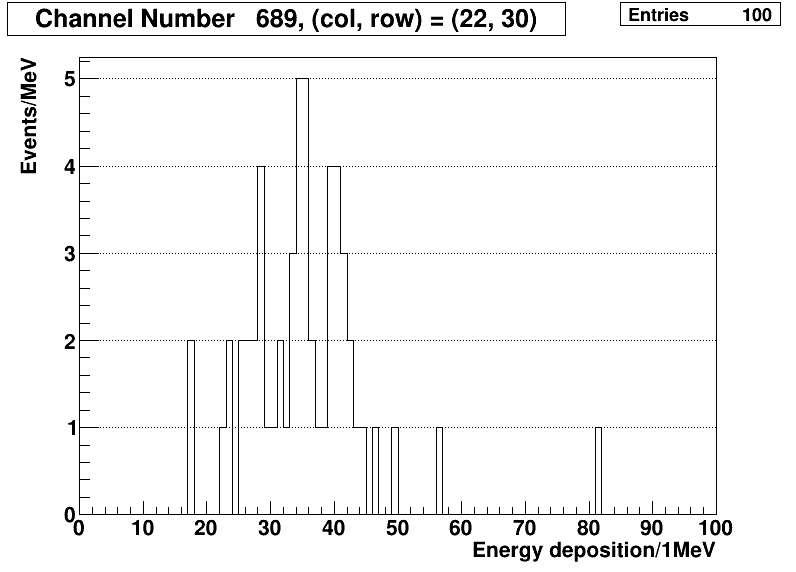 Channel Number 689, (col, row) = (22, 30)
Entries 100
Events/MeV
5
4
3
2
1
0
0 10 20 30 40 50 60 70 80 90 100
Energy deposition/1MeV